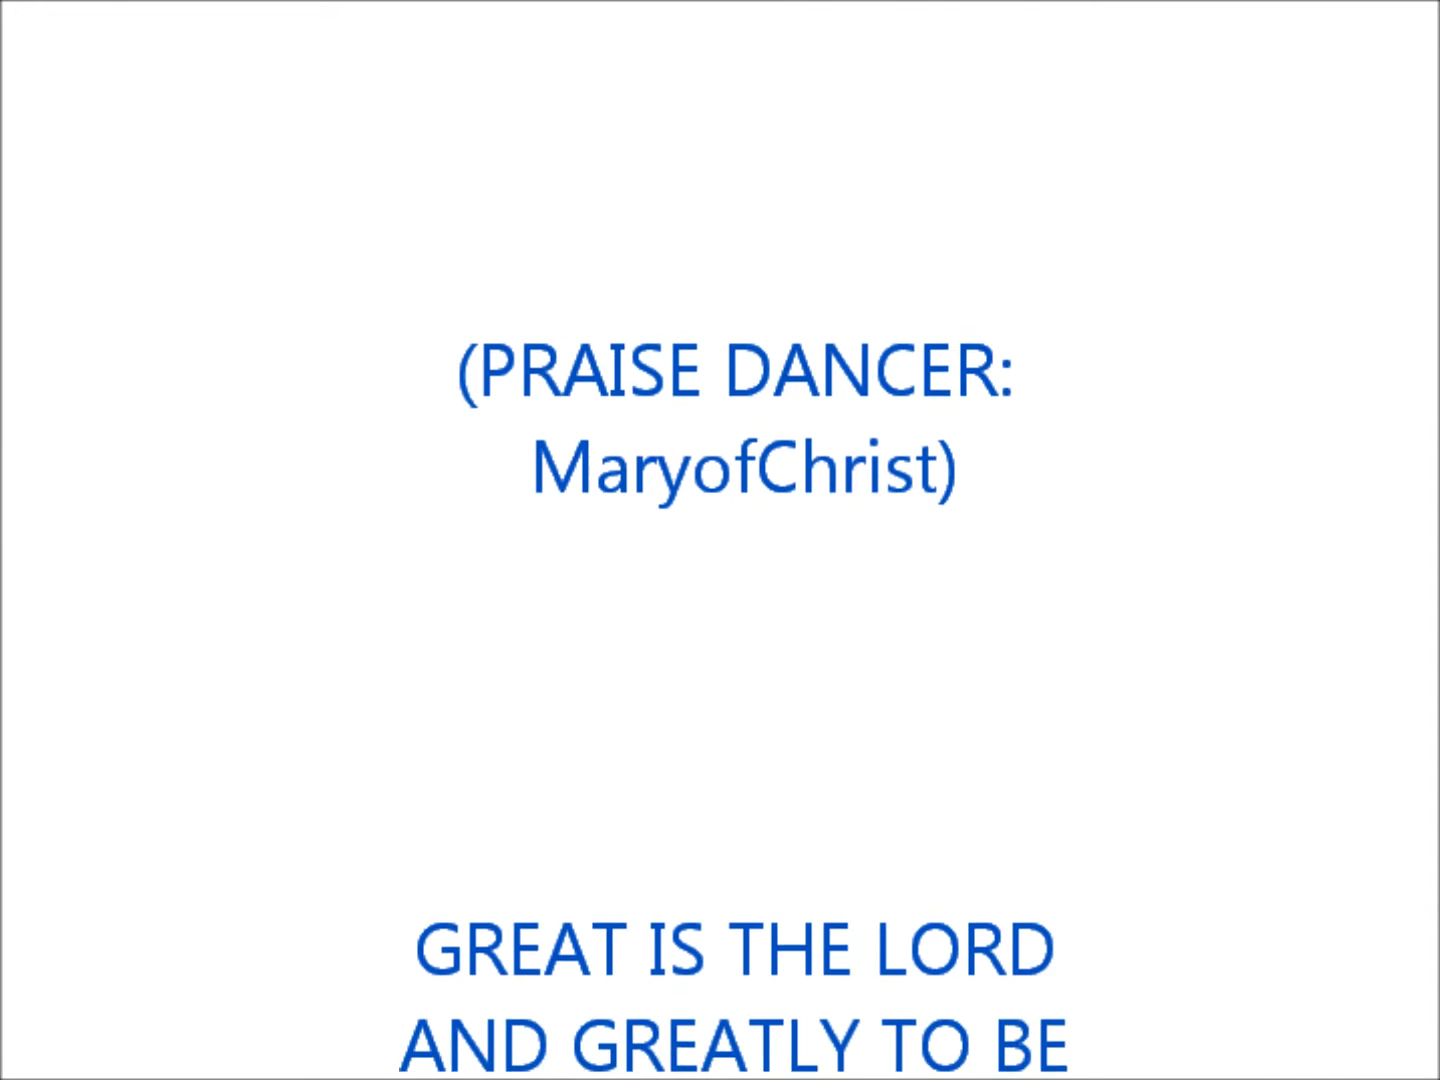 (PRAISE DANCER:
MaryofChrist)
GREAT IS THE LORD
AND GREATLY TO BE